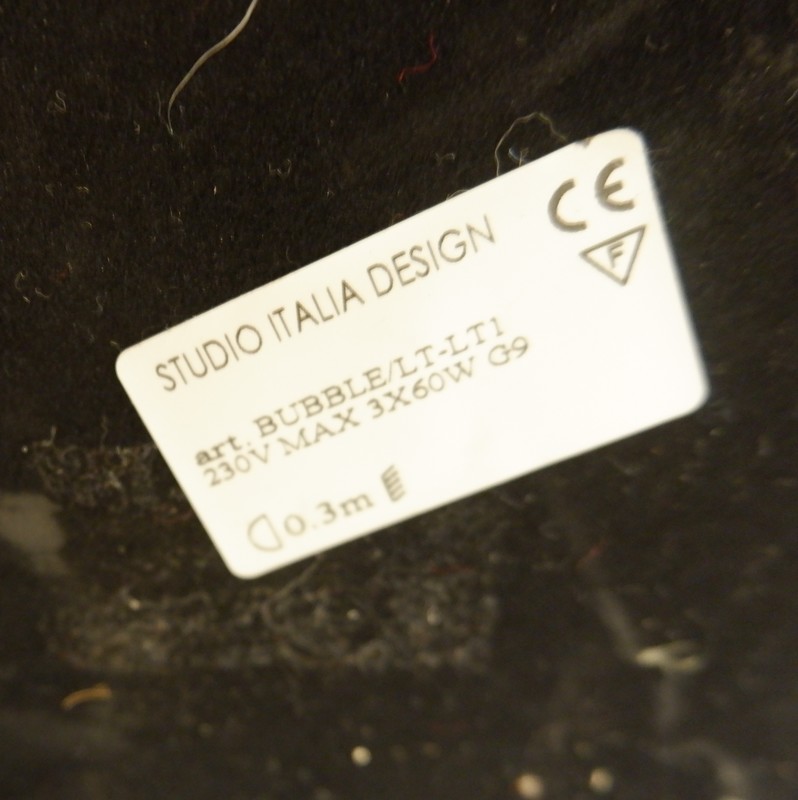 STUDIO ITALIA DESIGN
CE
F
art. BUBBLE/LT-LT1
230V MAX 3X60W G9
0.3m